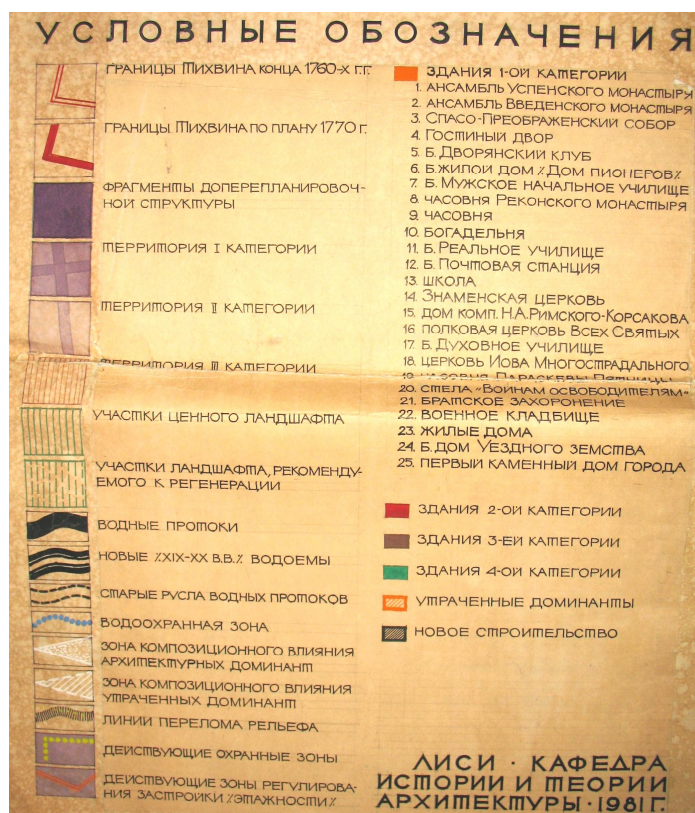 УСЛОВНЫЕ ОБОЗНАЧЕНИЯ
ГРАНИЦЫ ТИХВИНА КОНЦА 1760-Х Г.Г.
ГРАНИЦЫ ТИХВИНА ПО ПЛАНУ 1770 Г.
ФРАГМЕНТЫ ДОПЕРЕПЛАНИРОВОЧ-
НОЙ СТРУКТУРЫ
ТЕРРИТОРИЯ I КАТЕГОРИИ
ТЕРРИТОРИЯ II КАТЕГОРИИ
ТЕРРИТОРИЯ III КАТЕГОРИИ
УЧАСТКИ ЦЕННОГО ЛАНДШАФТА
УЧАСТКИ ЛАНДШАФТА, РЕКОМЕНДУ-
ЕМОГО К РЕГЕНЕРАЦИИ
ВОДНЫЕ ПРОТОКИ
НОВЫЕ /XIX-XX В.В./ ВОДОЕМЫ
СТАРЫЕ РУСЛА ВОДНЫХ ПРОТОКОВ
ВОДООХРАННАЯ ЗОНА
ЗОНА КОМПОЗИЦИОННОГО ВЛИЯНИЯ
АРХИТЕКТУРНЫХ ДОМИНАНТ
ЗОНА КОМПОЗИЦИОННОГО ВЛИЯНИЯ
УТРАЧЕННЫХ ДОМИНАНТ
ЛИНИИ ПЕРЕЛОМА РЕЛЬЕФА
ДЕЙСТВУЮЩИЕ ОХРАННЫЕ ЗОНЫ
ДЕЙСТВУЮЩИЕ ЗОНЫ РЕГУЛИРОВА-
НИЯ ЗАСТРОЙКИ /ЭТАЖНОСТИ/
ЗДАНИЯ 1-ОЙ КАТЕГОРИИ
1. АНСАМБЛЬ УСПЕНСКОГО МОНАСТЫРЯ
2. АНСАМБЛЬ ВВЕДЕНСКОГО МОНАСТЫРЯ
3. СПАСО-ПРЕОБРАЖЕНСКИЙ СОБОР
4. ГОСТИНЫЙ ДВОР
5. Б. ДВОРЯНСКИЙ КЛУБ
6. Б. ЖИЛОЙ ДОМ /ДОМ ПИОНЕРОВ/
7. Б. МУЖСКОЕ НАЧАЛЬНОЕ УЧИЛИЩЕ
8. ЧАСОВНЯ РЕКОНСКОГО МОНАСТЫРЯ
9. ЧАСОВНЯ
10. БОГАДЕЛЬНЯ
11. Б. РЕАЛЬНОЕ УЧИЛИЩЕ
12. Б. ПОЧТОВАЯ СТАНЦИЯ
13. ШКОЛА
14. ЗНАМЕНСКАЯ ЦЕРКОВЬ
15. ДОМ КОМП. Н.А. РИМСКОГО-КОРСАКОВА
16 ПОЛКОВАЯ ЦЕРКОВЬ ВСЕХ СВЯТЫХ
17. Б. ДУХОВНОЕ УЧИЛИЩЕ
18. ЦЕРКОВЬ ИОВА МНОГОСТРАДАЛЬНОГО
19. ЧАСОВНЯ ПАРАСКЕВЫ ПЯТНИЦЫ
20. СТЕЛА „ВОИНАМ ОСВОБОДИТЕЛЯМ"
21. БРАТСКОЕ ЗАХОРОНЕНИЕ
22. ВОЕННОЕ КЛАДБИЩЕ
23. ЖИЛЫЕ ДОМА
24. Б. ДОМ УЕЗДНОГО ЗЕМСТВА
25. ПЕРВЫЙ КАМЕННЫЙ ДОМ ГОРОДА
ЗДАНИЯ 2-ОЙ КАТЕГОРИИ
ЗДАНИЯ 3-ЕЙ КАТЕГОРИИ
ЗДАНИЯ 4-ОЙ КАТЕГОРИИ
УТРАЧЕННЫЕ ДОМИНАНТЫ
НОВОЕ СТРОИТЕЛЬСТВО
ЛИСИ · КАФЕДРА
ИСТОРИИ И ТЕОРИИ
АРХИТЕКТУРЫ · 1981 Г.